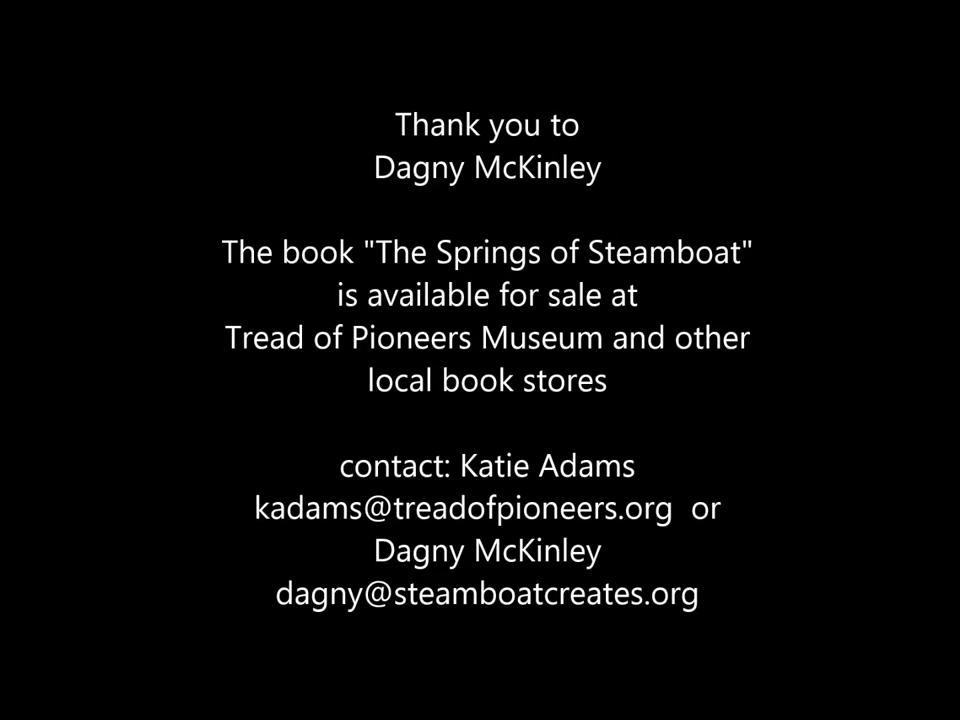 Thank you to
Dagny McKinley
The book "The Springs of Steamboat"
is available for sale at
Tread of Pioneers Museum and other
local book stores
contact: Katie Adams
kadams@treadofpioneers.org or
Dagny McKinley
dagny@steamboatcreates.org